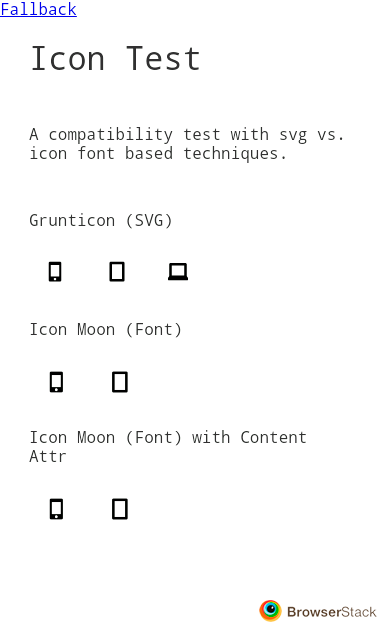 Fallback
Icon Test
A compatibility test with svg vs.
icon font based techniques.
Grunticon (SVG)
Icon Moon (Font)
Icon Moon (Font) with Content
Attr
BrowserStack